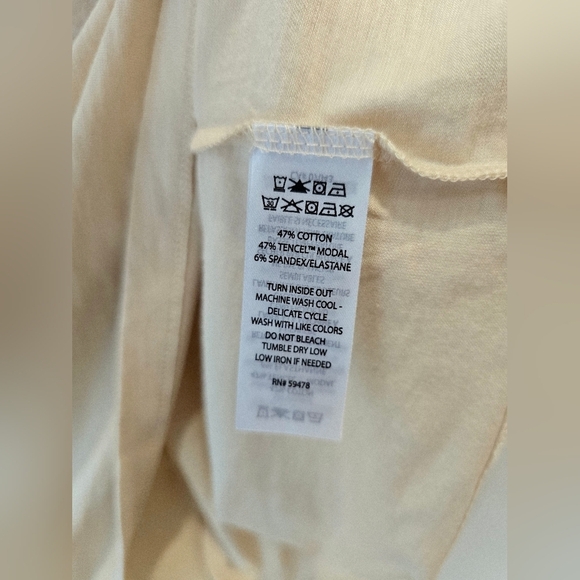 47% COTTON
47% TENCEL™ MODAL
6% SPANDEX/ELASTANE
TURN INSIDE OUT
MACHINE WASH COOL -
DELICATE CYCLE
WASH WITH LIKE COLORS
DO NOT BLEACH
TUMBLE DRY LOW
LOW IRON IF NEEDED
RN# 59478